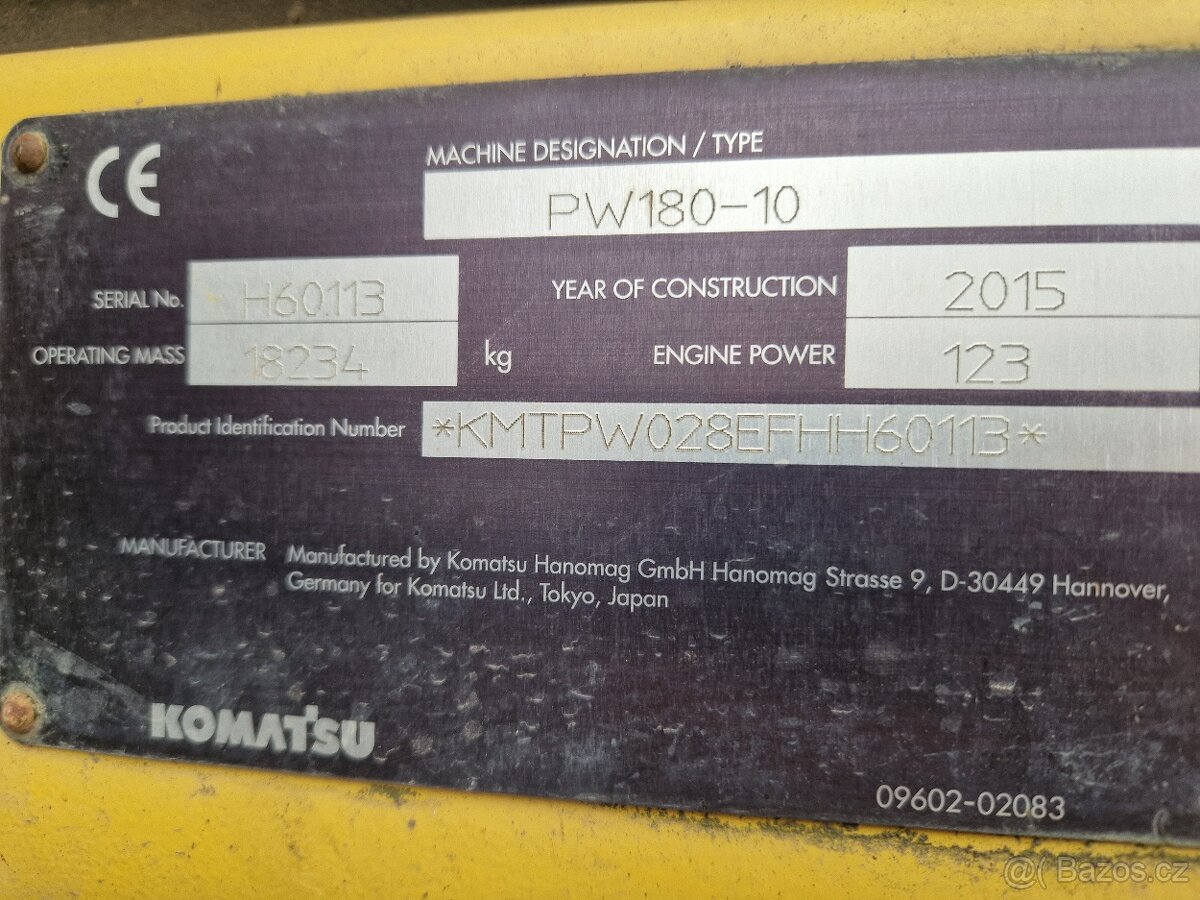 CE
MACHINE DESIGNATION / TYPE
PW180-10
SERIAL No. H60113 YEAR OF CONSTRUCTION 2015
OPERATING MASS 18234 kg ENGINE POWER 123
Product Identification Number *KMTPW028EFHH60113*
MANUFACTURER Manufactured by Komatsu Hanomag GmbH Hanomag Strasse 9, D-30449 Hannover,
Germany for Komatsu Ltd., Tokyo, Japan
KOMATSU
09602-02083
Bazos.cz